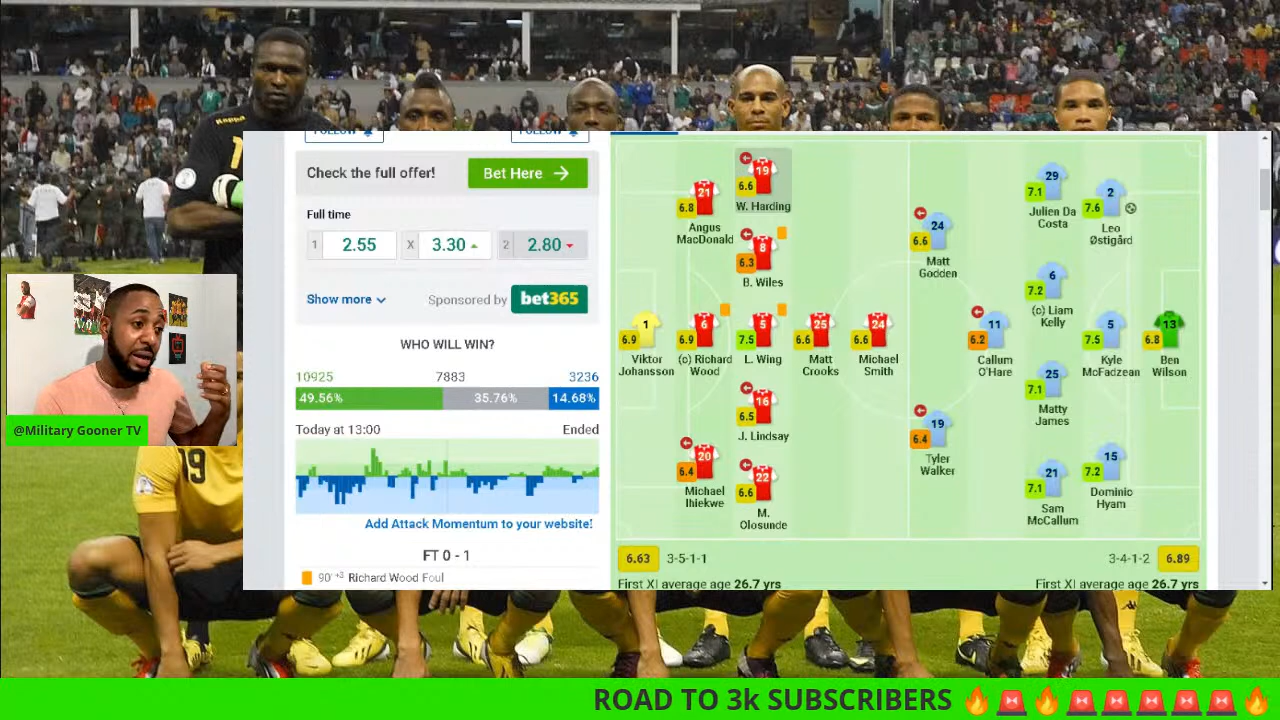 FOLLOW
FOLLOW
Check the full offer!
Bet Here →
Full time
1 2.55
X 3.30
2 2.80
Show more
Sponsored by bet365
WHO WILL WIN?
10925 7883 3236
49.56% 35.76% 14.68%
Today at 13:00 Ended
Add Attack Momentum to your website!
FT 0 - 1
90' +3 Richard Wood Foul
21
6.8
Angus
MacDonald
19
6.6
W. Harding
8
6.3
B. Wiles
1
6.9
Viktor
Johansson
6
6.9
(c) Richard
Wood
5
7.5
L. Wing
25
6.6
Matt
Crooks
24
6.6
Michael
Smith
16
6.5
J. Lindsay
20
6.4
Michael
Ihiekwe
22
6.6
M.
Olosunde
24
6.6
Matt
Godden
11
6.2
Callum
O'Hare
19
6.4
Tyler
Walker
29
7.1
Julien Da
Costa
2
7.6
Leo
Østigård
6
7.2
(c) Liam
Kelly
5
7.5
Kyle
McFadzean
13
6.8
Ben
Wilson
25
7.1
Matty
James
21
7.1
Sam
McCallum
15
7.2
Dominic
Hyam
6.63 3-5-1-1
3-4-1-2 6.89
First XI average age 26.7 yrs
First XI average age 26.7 yrs
@Military Gooner TV
ROAD TO 3k SUBSCRIBERS